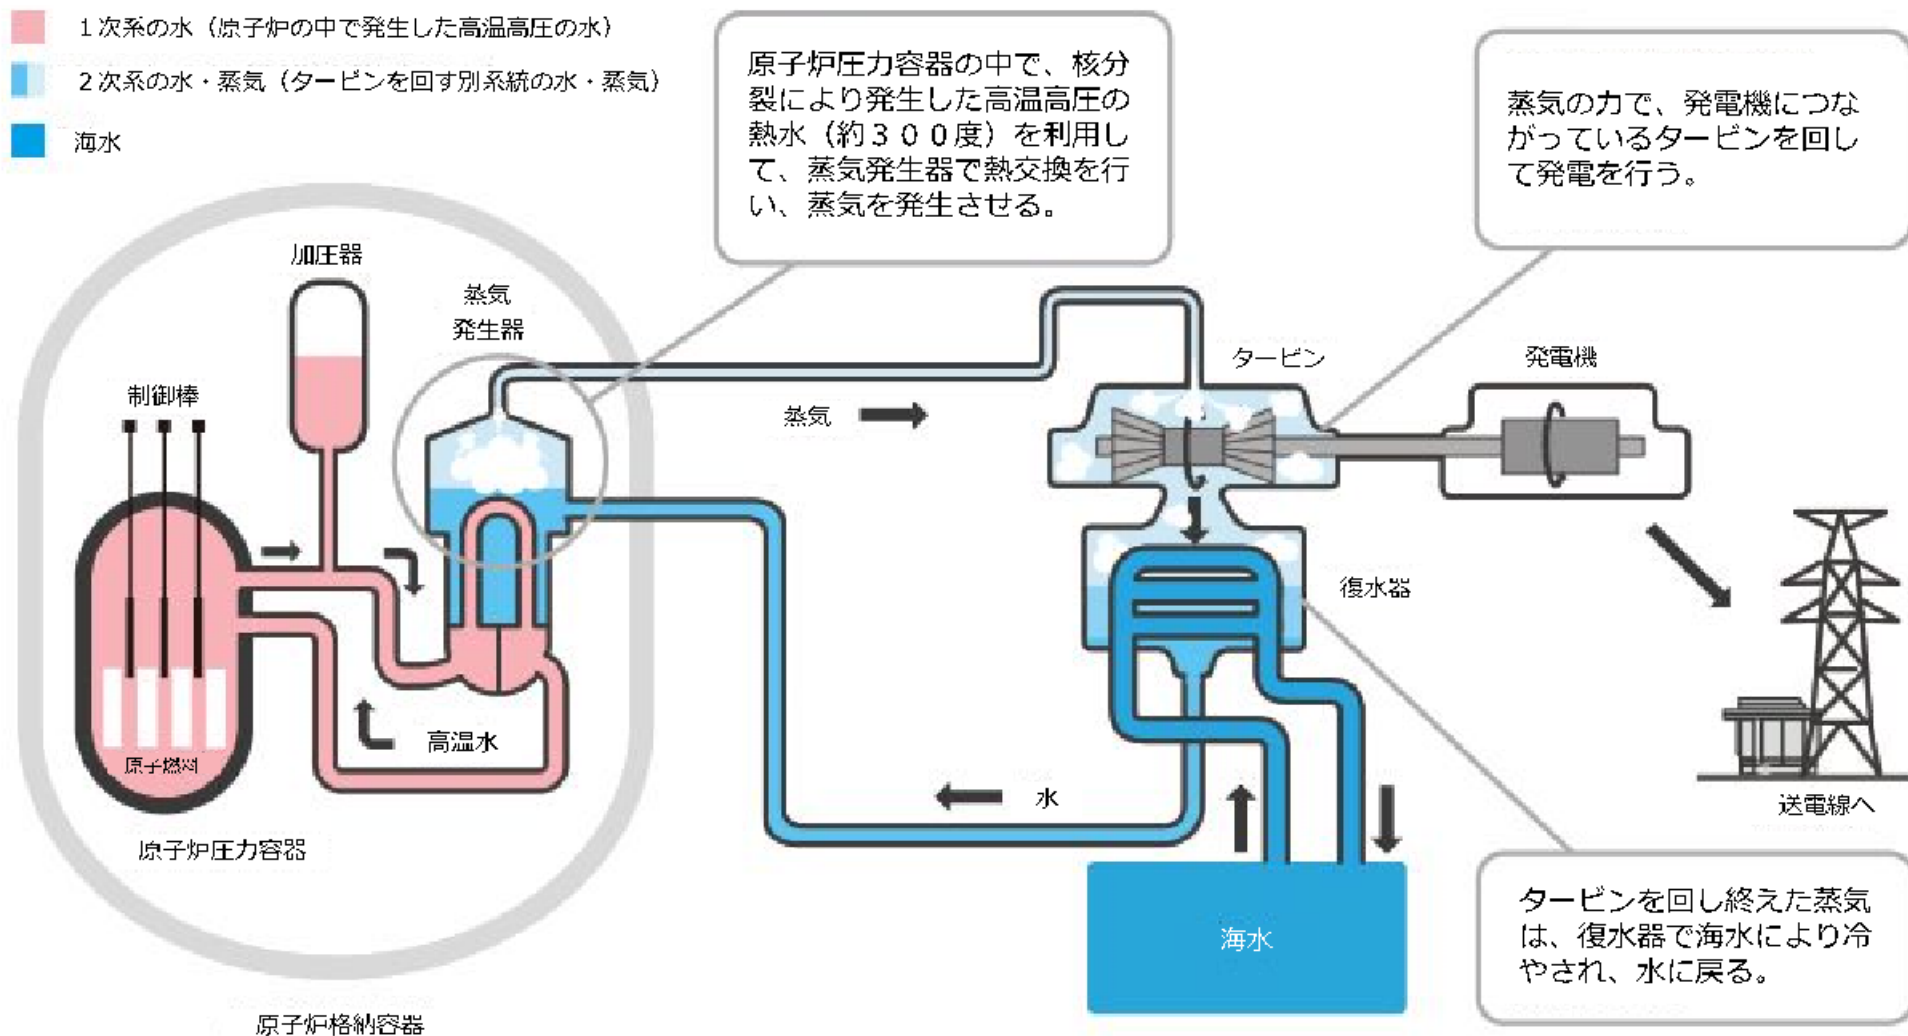 １次系の水（原子炉の中で発生した高温高圧の水）
２次系の水・蒸気（タービンを回す別系統の水・蒸気）
海水
原子炉圧力容器の中で、核分
裂により発生した高温高圧の
熱水（約３００度）を利用し
て、蒸気発生器で熱交換を行
い、蒸気を発生させる。
蒸気の力で、発電機につな
がっているタービンを回し
て発電を行う。
加圧器
蒸気
発生器
制御棒
タービン
発電機
蒸気
復水器
高温水
原子燃料
水
送電線へ
原子炉圧力容器
海水
タービンを回し終えた蒸気
は、復水器で海水により冷
やされ、水に戻る。
原子炉格納容器